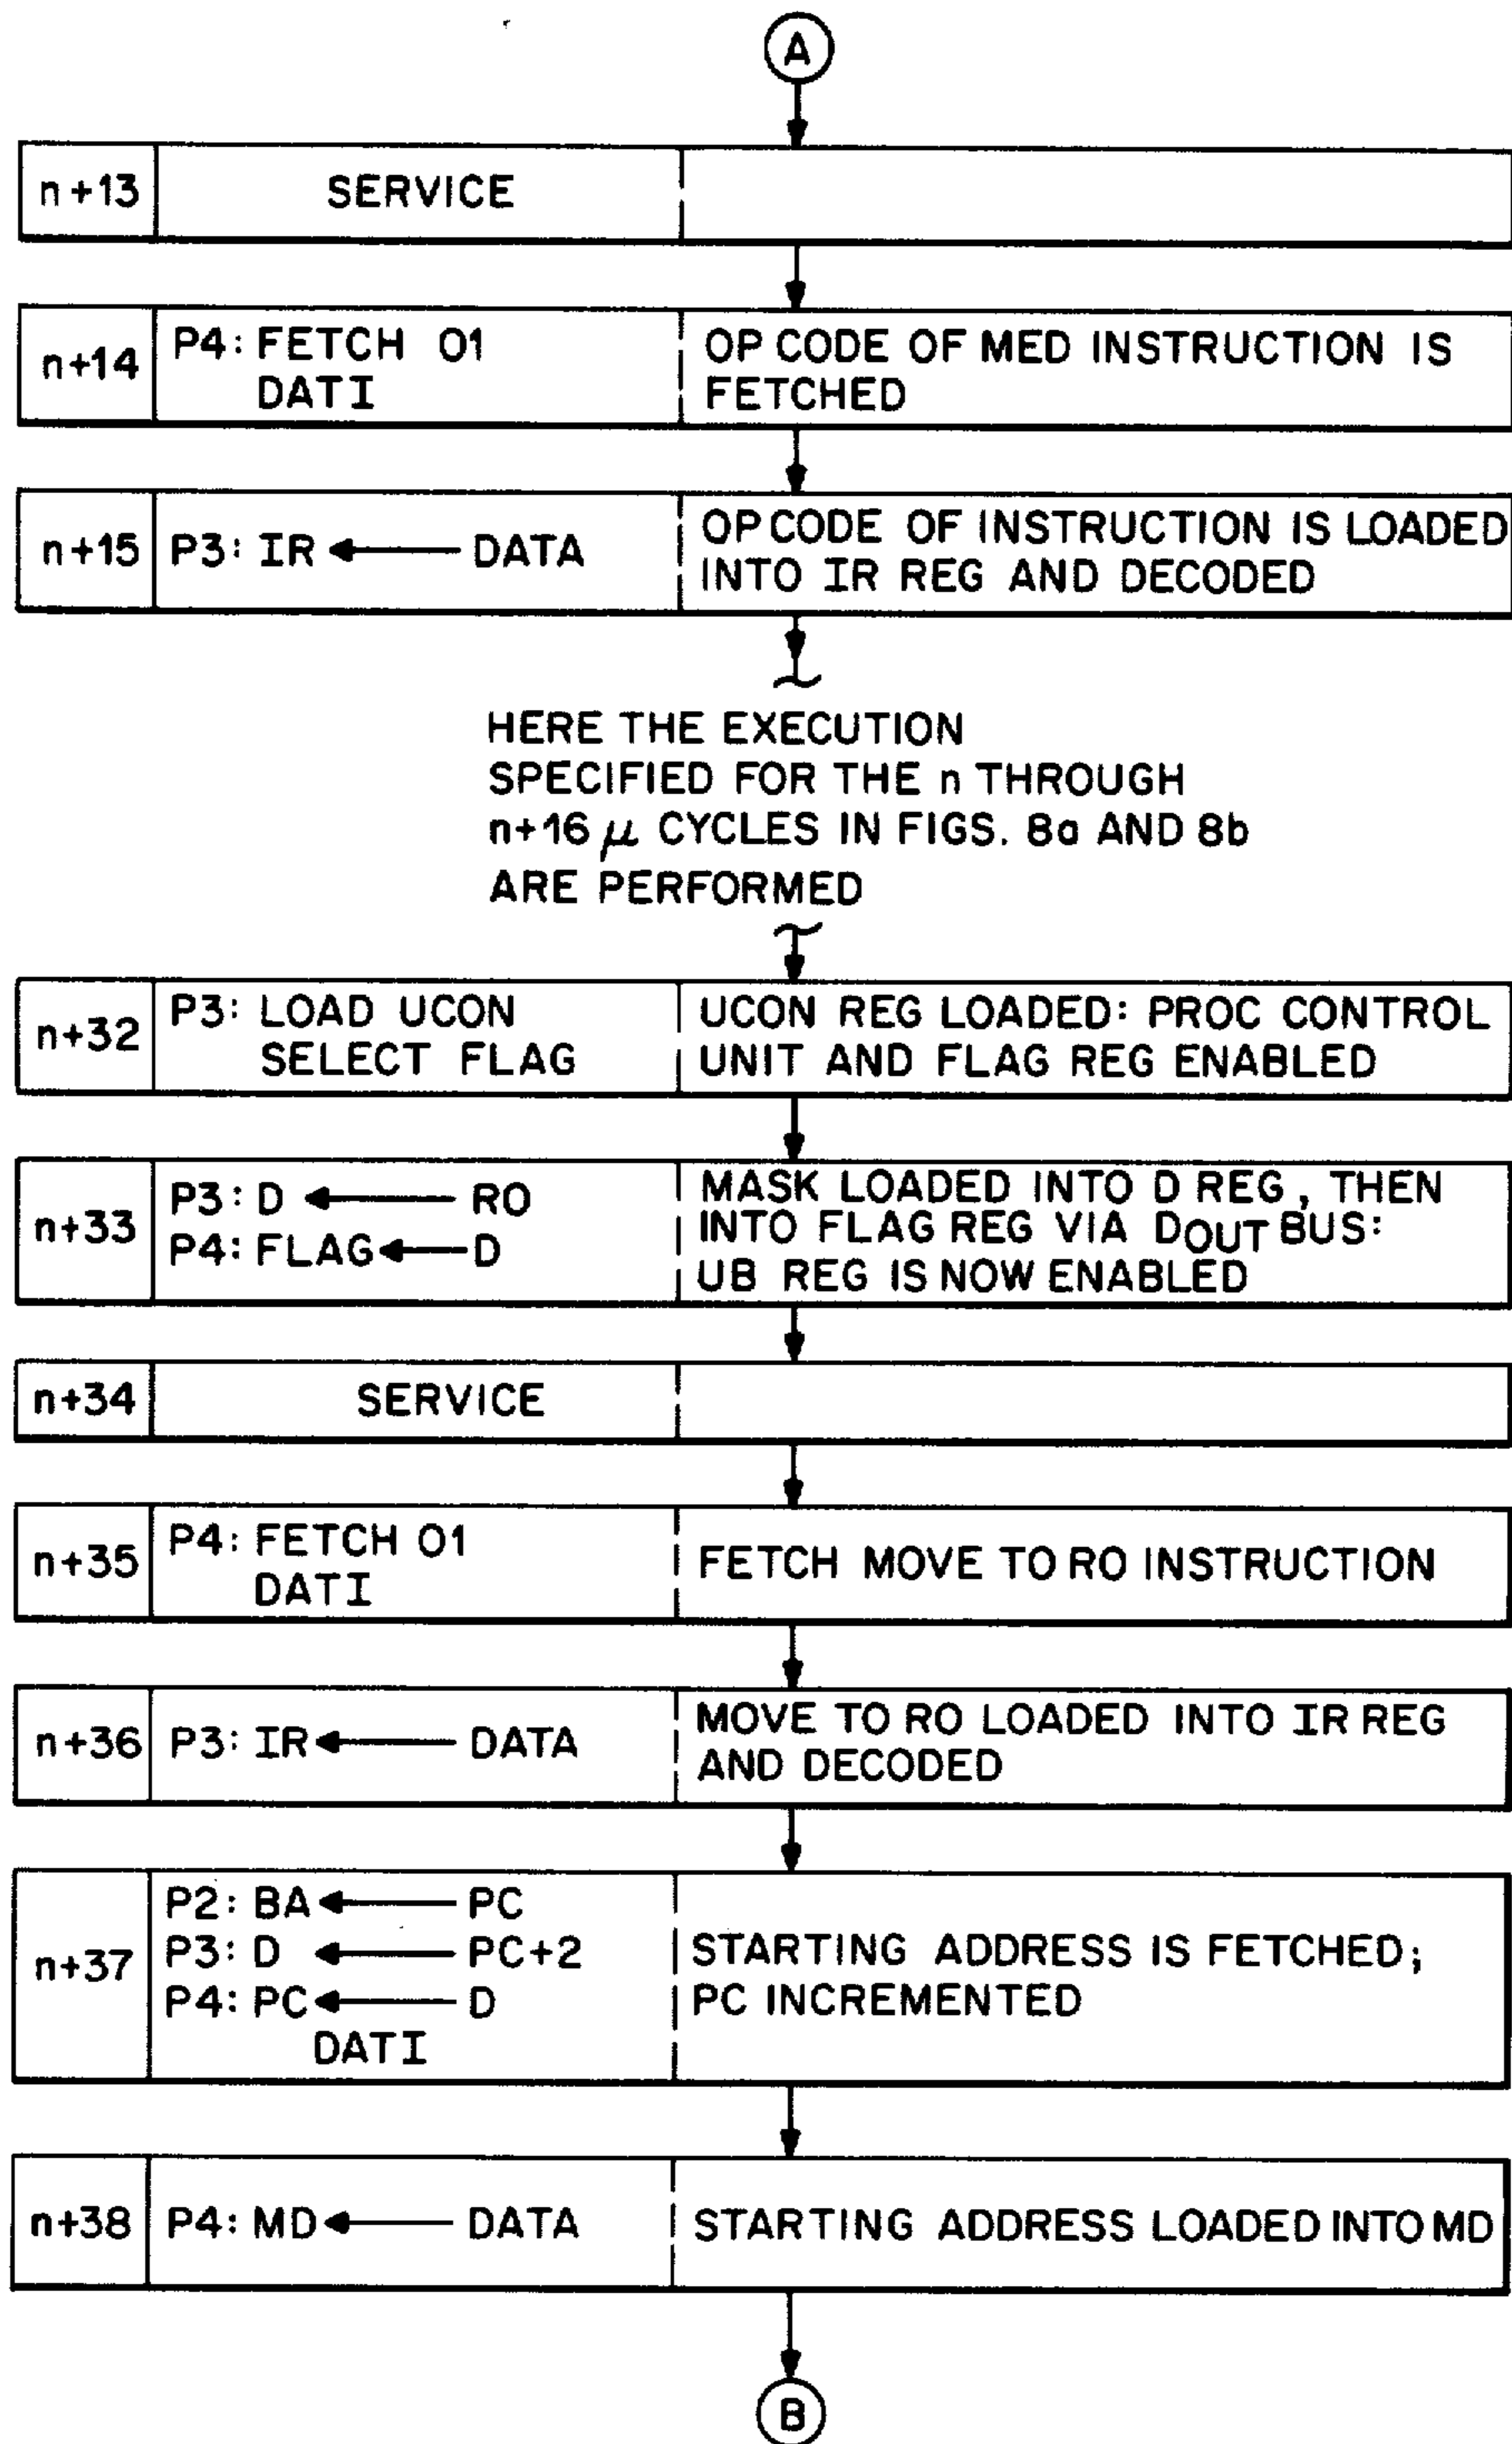 A
n+13 SERVICE
n+14 P4: FETCH 01 OP CODE OF MED INSTRUCTION IS
DATI FETCHED
n+15 P3: IR ← DATA OP CODE OF INSTRUCTION IS LOADED
INTO IR REG AND DECODED
HERE THE EXECUTION
SPECIFIED FOR THE n THROUGH
n+16 μ CYCLES IN FIGS. 8a AND 8b
ARE PERFORMED
n+32 P3: LOAD UCON UCON REG LOADED: PROC CONTROL
SELECT FLAG UNIT AND FLAG REG ENABLED
n+33 P3: D ← RO MASK LOADED INTO D REG, THEN
P4: FLAG ← D INTO FLAG REG VIA DOUT BUS:
UB REG IS NOW ENABLED
n+34 SERVICE
n+35 P4: FETCH 01 FETCH MOVE TO RO INSTRUCTION
DATI
n+36 P3: IR ← DATA MOVE TO RO LOADED INTO IR REG
AND DECODED
n+37 P2: BA ← PC
P3: D ← PC+2 STARTING ADDRESS IS FETCHED;
P4: PC ← D PC INCREMENTED
DATI
n+38 P4: MD ← DATA STARTING ADDRESS LOADED INTO MD
B